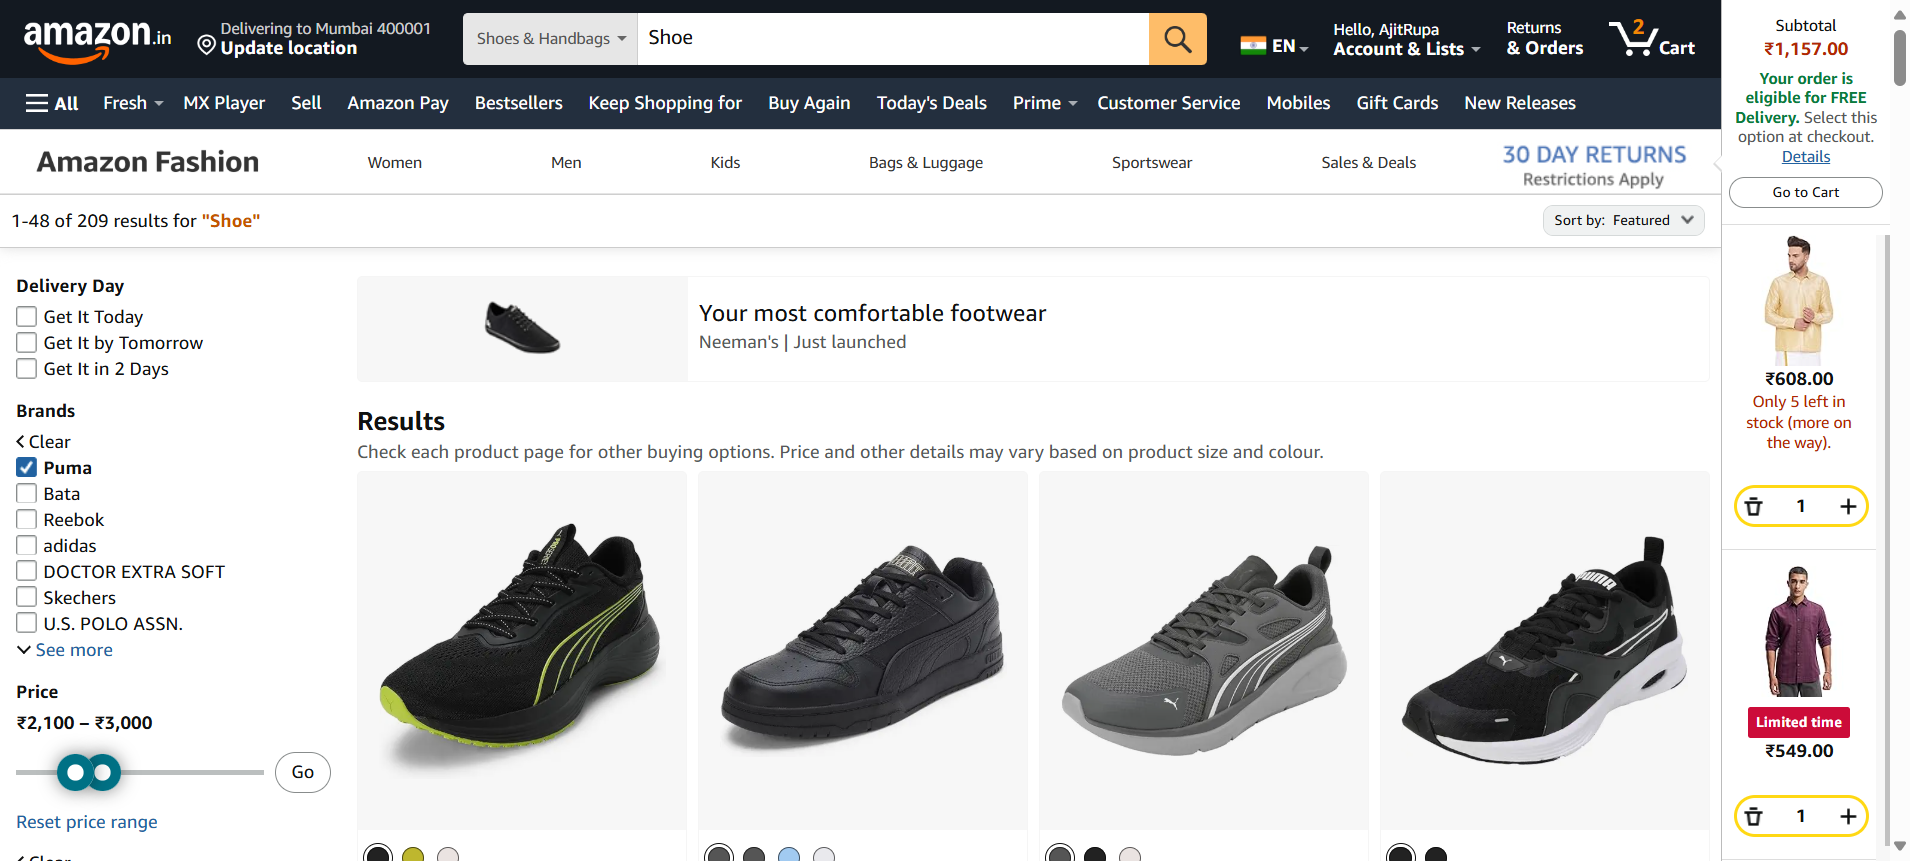 amazon.in
Delivering to Mumbai 400001
Update location
Shoes & Handbags
Shoe
EN
Hello, AjitRupa
Account & Lists
Returns
& Orders
2
Cart
All
Fresh
MX Player
Sell
Amazon Pay
Bestsellers
Keep Shopping for
Buy Again
Today's Deals
Prime
Customer Service
Mobiles
Gift Cards
New Releases
Amazon Fashion
Women
Men
Kids
Bags & Luggage
Sportswear
Sales & Deals
30 DAY RETURNS
Restrictions Apply
1-48 of 209 results for "Shoe"
Sort by: Featured
Delivery Day
Get It Today
Get It by Tomorrow
Get It in 2 Days
Brands
Clear
Puma
Bata
Reebok
adidas
DOCTOR EXTRA SOFT
Skechers
U.S. POLO ASSN.
See more
Price
₹2,100 – ₹3,000
Go
Reset price range
Clear
Your most comfortable footwear
Neeman's | Just launched
Results
Check each product page for other buying options. Price and other details may vary based on product size and colour.
PUMA
Subtotal
₹1,157.00
Your order is
eligible for FREE
Delivery. Select this
option at checkout.
Details
Go to Cart
₹608.00
Only 5 left in
stock (more on
the way).
1
Limited time
₹549.00
1